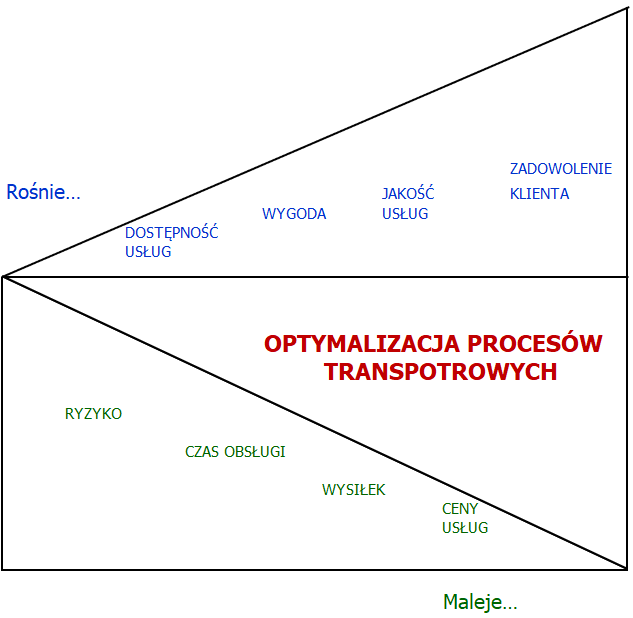 ZADOWOLENIE
KLIENTA
Rośnie...
JAKOŚĆ
USŁUG
WYGODA
DOSTĘPNOŚĆ
USŁUG
OPTYMALIZACJA PROCESÓW
TRANSPOTROWYCH
RYZYKO
CZAS OBSŁUGI
WYSIŁEK
CENY
USŁUG
Maleje...